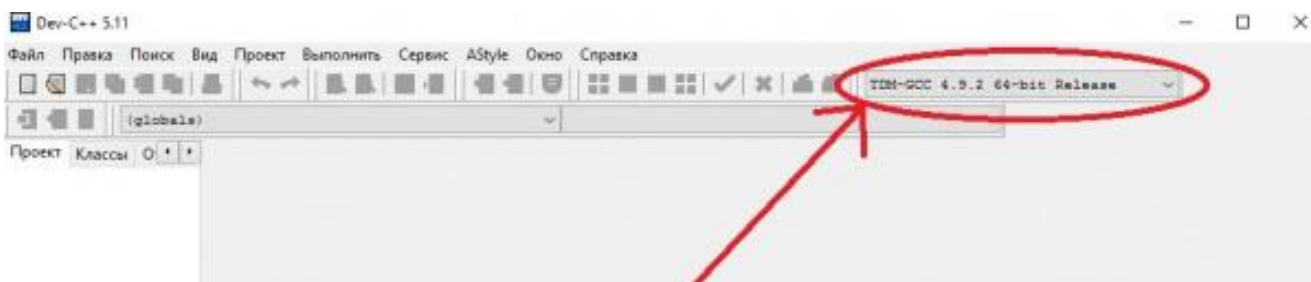 Dev-C++ 5.11
Файл Правка Поиск Вид Проект Выполнить Сервис AStyle Окно Справка
TDM-GCC 4.9.2 64-bit Release
(globals)
Проект Классы О